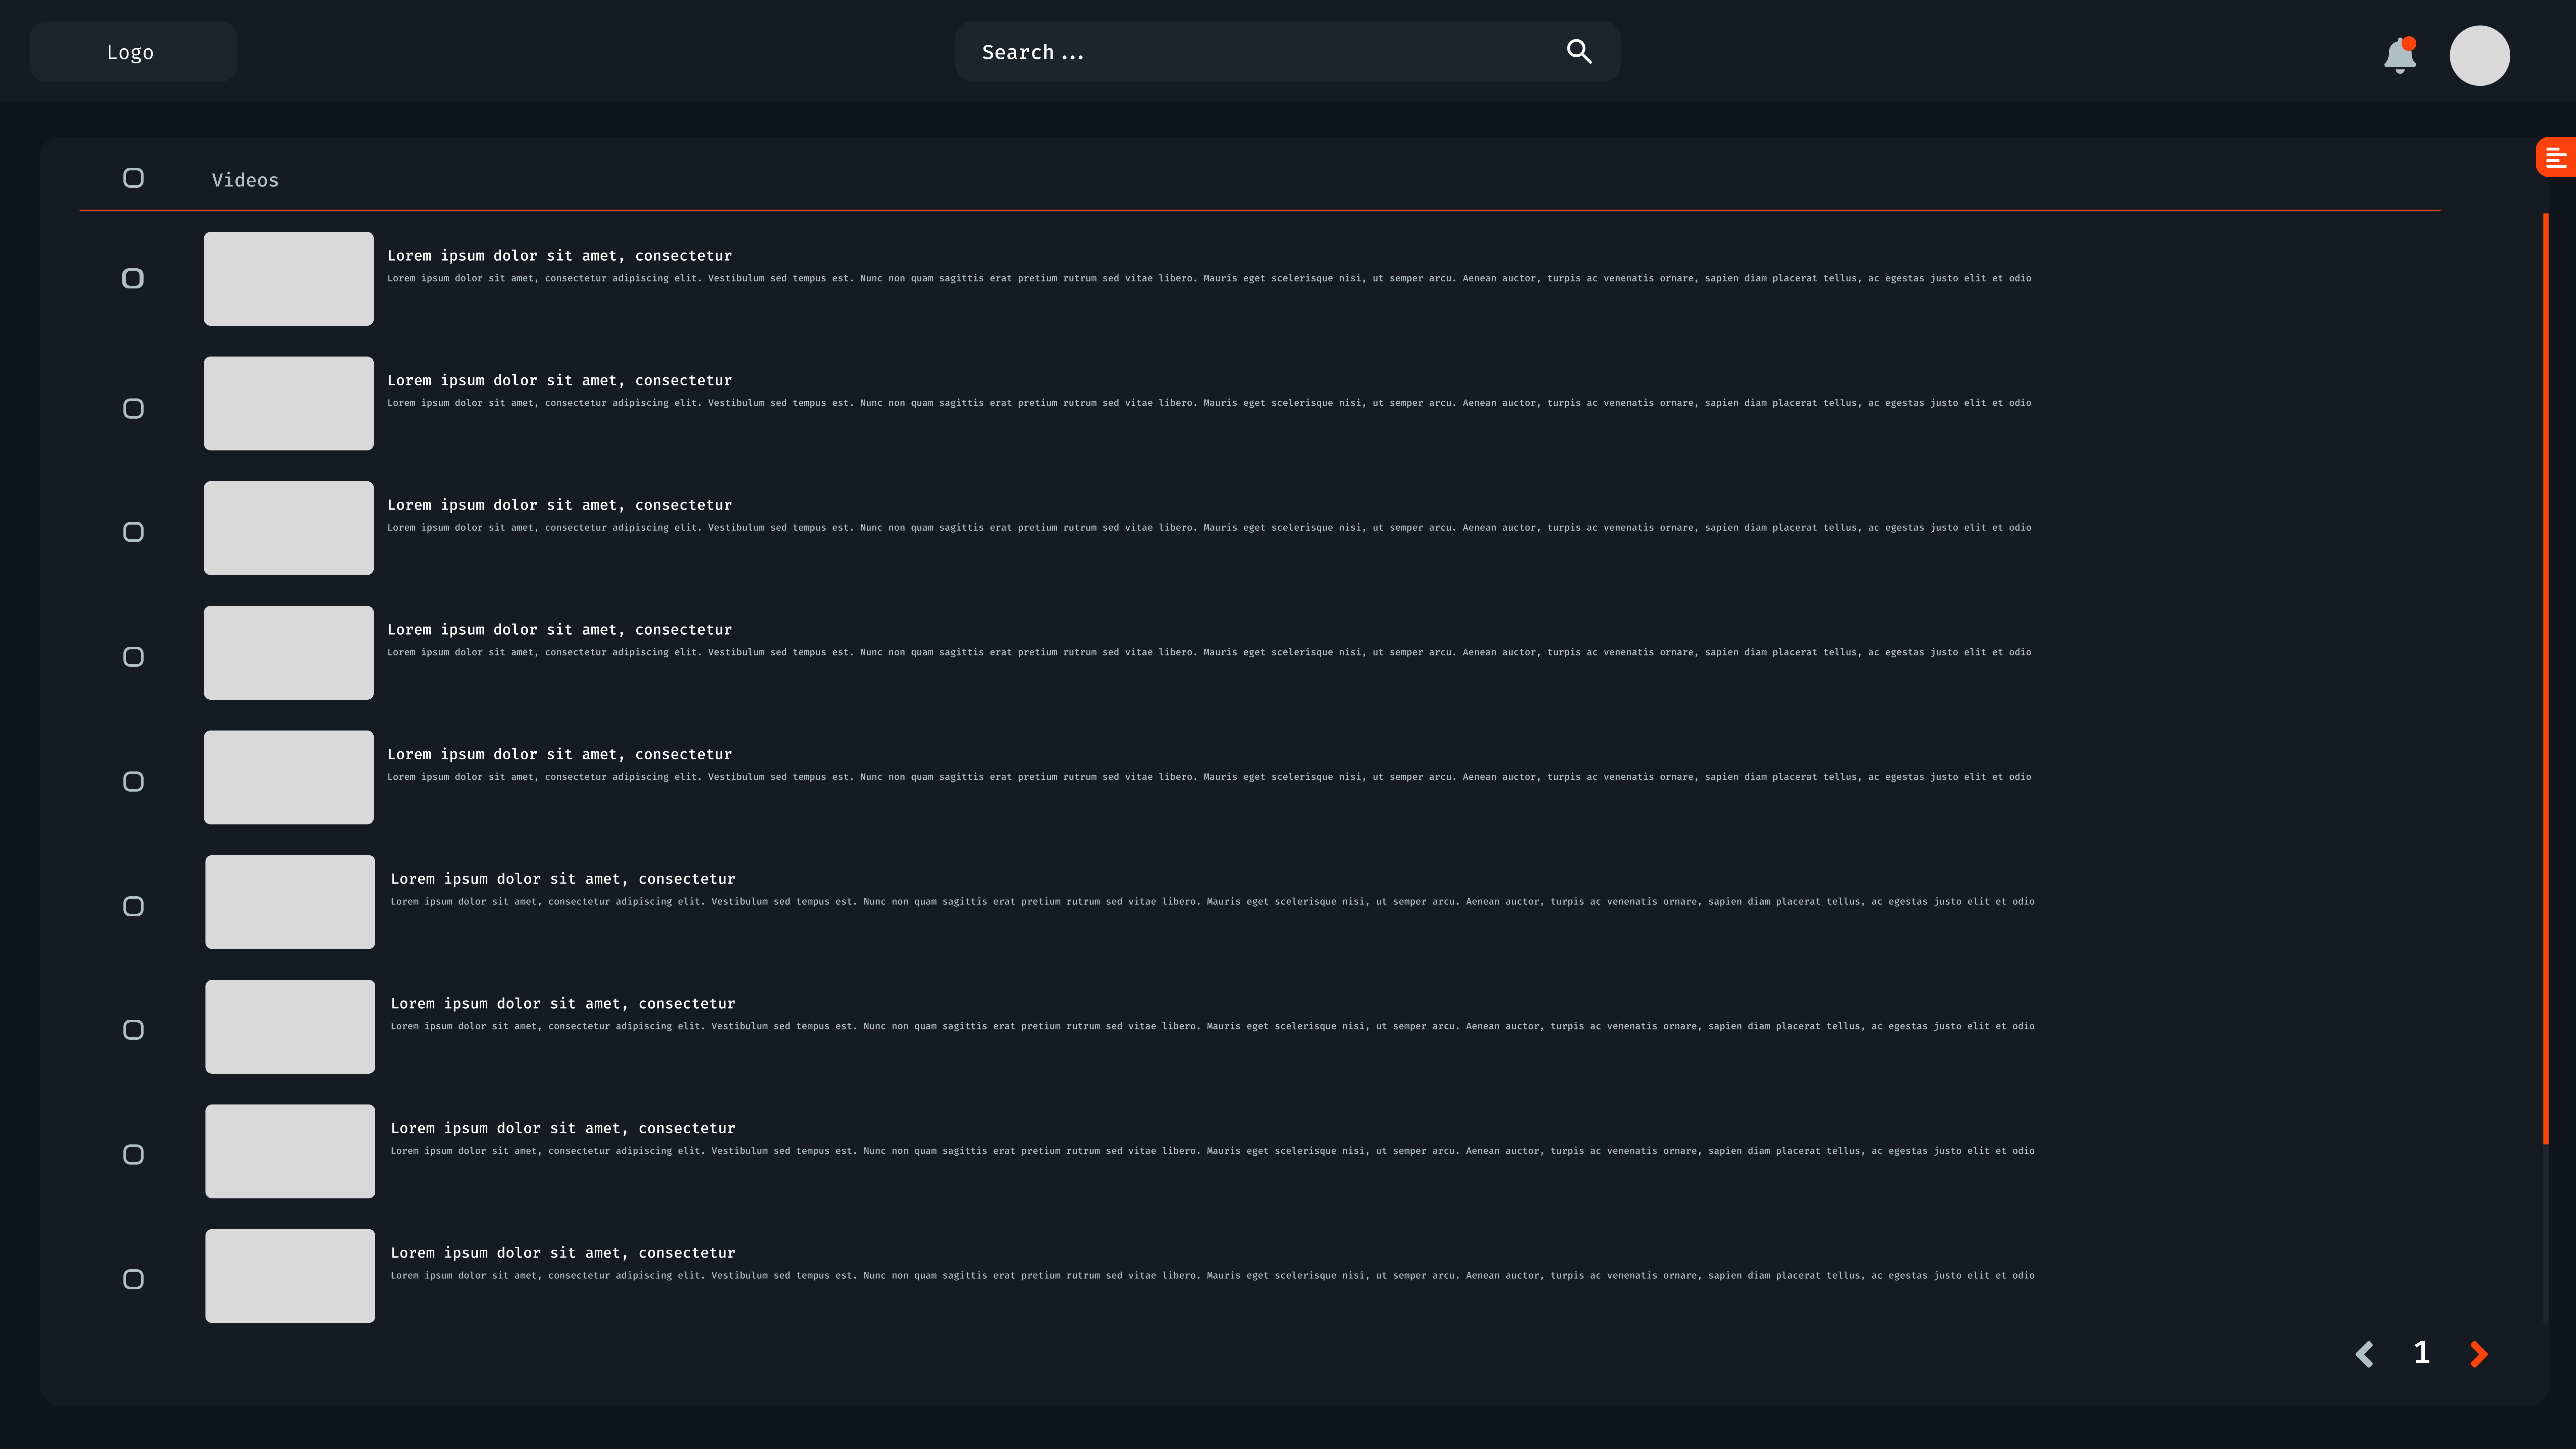 Logo
Search ...
Videos
Lorem ipsum dolor sit amet, consectetur
Lorem ipsum dolor sit amet, consectetur adipiscing elit. Vestibulum sed tempus est. Nunc non quam sagittis erat pretium rutrum sed vitae libero. Mauris eget scelerisque nisi, ut semper arcu. Aenean auctor, turpis ac venenatis ornare, sapien diam placerat tellus, ac egestas justo elit et odio
Lorem ipsum dolor sit amet, consectetur
Lorem ipsum dolor sit amet, consectetur adipiscing elit. Vestibulum sed tempus est. Nunc non quam sagittis erat pretium rutrum sed vitae libero. Mauris eget scelerisque nisi, ut semper arcu. Aenean auctor, turpis ac venenatis ornare, sapien diam placerat tellus, ac egestas justo elit et odio
Lorem ipsum dolor sit amet, consectetur
Lorem ipsum dolor sit amet, consectetur adipiscing elit. Vestibulum sed tempus est. Nunc non quam sagittis erat pretium rutrum sed vitae libero. Mauris eget scelerisque nisi, ut semper arcu. Aenean auctor, turpis ac venenatis ornare, sapien diam placerat tellus, ac egestas justo elit et odio
Lorem ipsum dolor sit amet, consectetur
Lorem ipsum dolor sit amet, consectetur adipiscing elit. Vestibulum sed tempus est. Nunc non quam sagittis erat pretium rutrum sed vitae libero. Mauris eget scelerisque nisi, ut semper arcu. Aenean auctor, turpis ac venenatis ornare, sapien diam placerat tellus, ac egestas justo elit et odio
Lorem ipsum dolor sit amet, consectetur
Lorem ipsum dolor sit amet, consectetur adipiscing elit. Vestibulum sed tempus est. Nunc non quam sagittis erat pretium rutrum sed vitae libero. Mauris eget scelerisque nisi, ut semper arcu. Aenean auctor, turpis ac venenatis ornare, sapien diam placerat tellus, ac egestas justo elit et odio
Lorem ipsum dolor sit amet, consectetur
Lorem ipsum dolor sit amet, consectetur adipiscing elit. Vestibulum sed tempus est. Nunc non quam sagittis erat pretium rutrum sed vitae libero. Mauris eget scelerisque nisi, ut semper arcu. Aenean auctor, turpis ac venenatis ornare, sapien diam placerat tellus, ac egestas justo elit et odio
Lorem ipsum dolor sit amet, consectetur
Lorem ipsum dolor sit amet, consectetur adipiscing elit. Vestibulum sed tempus est. Nunc non quam sagittis erat pretium rutrum sed vitae libero. Mauris eget scelerisque nisi, ut semper arcu. Aenean auctor, turpis ac venenatis ornare, sapien diam placerat tellus, ac egestas justo elit et odio
Lorem ipsum dolor sit amet, consectetur
Lorem ipsum dolor sit amet, consectetur adipiscing elit. Vestibulum sed tempus est. Nunc non quam sagittis erat pretium rutrum sed vitae libero. Mauris eget scelerisque nisi, ut semper arcu. Aenean auctor, turpis ac venenatis ornare, sapien diam placerat tellus, ac egestas justo elit et odio
Lorem ipsum dolor sit amet, consectetur
Lorem ipsum dolor sit amet, consectetur adipiscing elit. Vestibulum sed tempus est. Nunc non quam sagittis erat pretium rutrum sed vitae libero. Mauris eget scelerisque nisi, ut semper arcu. Aenean auctor, turpis ac venenatis ornare, sapien diam placerat tellus, ac egestas justo elit et odio
1